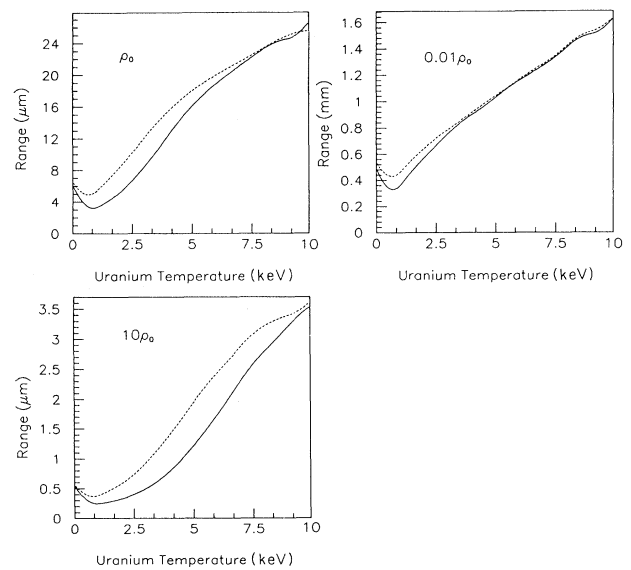 24
20
16
12
8
4
0
Range (μm)
ρ₀
0 2.5 5 7.5 10
Uranium Temperature (keV)
1.6
1.4
1.2
1
0.8
0.6
0.4
0.2
0
Range (mm)
0.01ρ₀
0 2.5 5 7.5 10
Uranium Temperature (keV)
3.5
3
2.5
2
1.5
1
0.5
0
Range (μm)
10ρ₀
0 2.5 5 7.5 10
Uranium Temperature (keV)